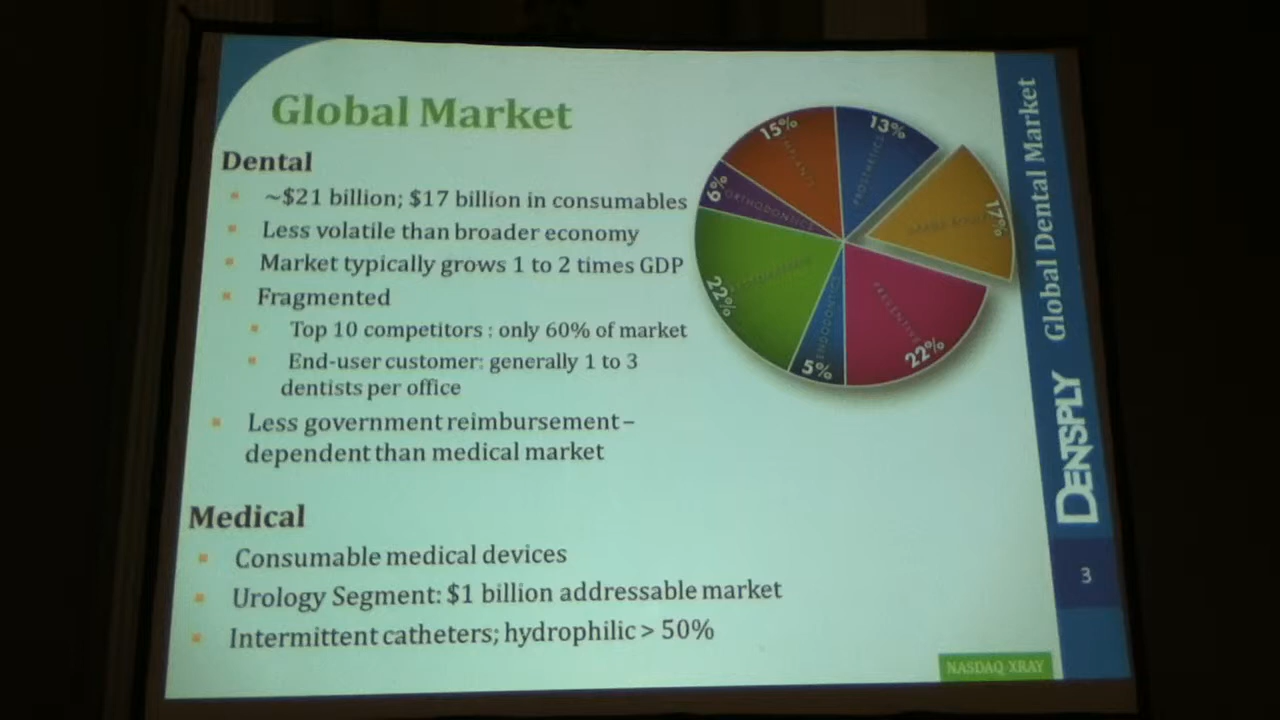 Global Market
Dental
~$21 billion; $17 billion in consumables
Less volatile than broader economy
Market typically grows 1 to 2 times GDP
Fragmented
Top 10 competitors : only 60% of market
End-user customer: generally 1 to 3
dentists per office
Less government reimbursement–
dependent than medical market
Medical
Consumable medical devices
Urology Segment: $1 billion addressable market
Intermittent catheters; hydrophilic > 50%
15%
IMPLANTS
13%
PROSTHETICS
17%
6%
ORTHODONTICS
22%
5%
ENDODONTICS
22%
PREVENTIVE
Global Dental Market
DENTSPLY
3
NASDAQ XRAY